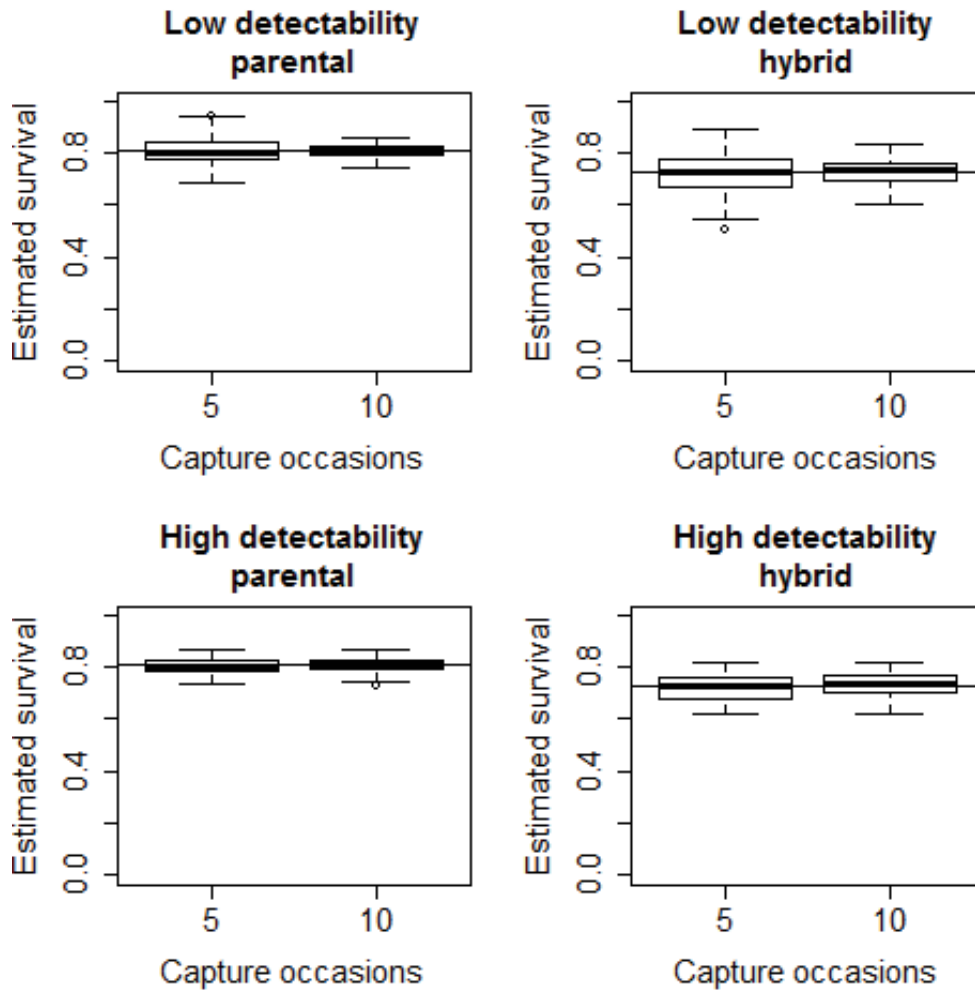 Low detectability
parental
Estimated survival
0.8
0.4
0.0
5 10
Capture occasions
Low detectability
hybrid
Estimated survival
0.8
0.4
0.0
5 10
Capture occasions
High detectability
parental
Estimated survival
0.8
0.4
0.0
5 10
Capture occasions
High detectability
hybrid
Estimated survival
0.8
0.4
0.0
5 10
Capture occasions